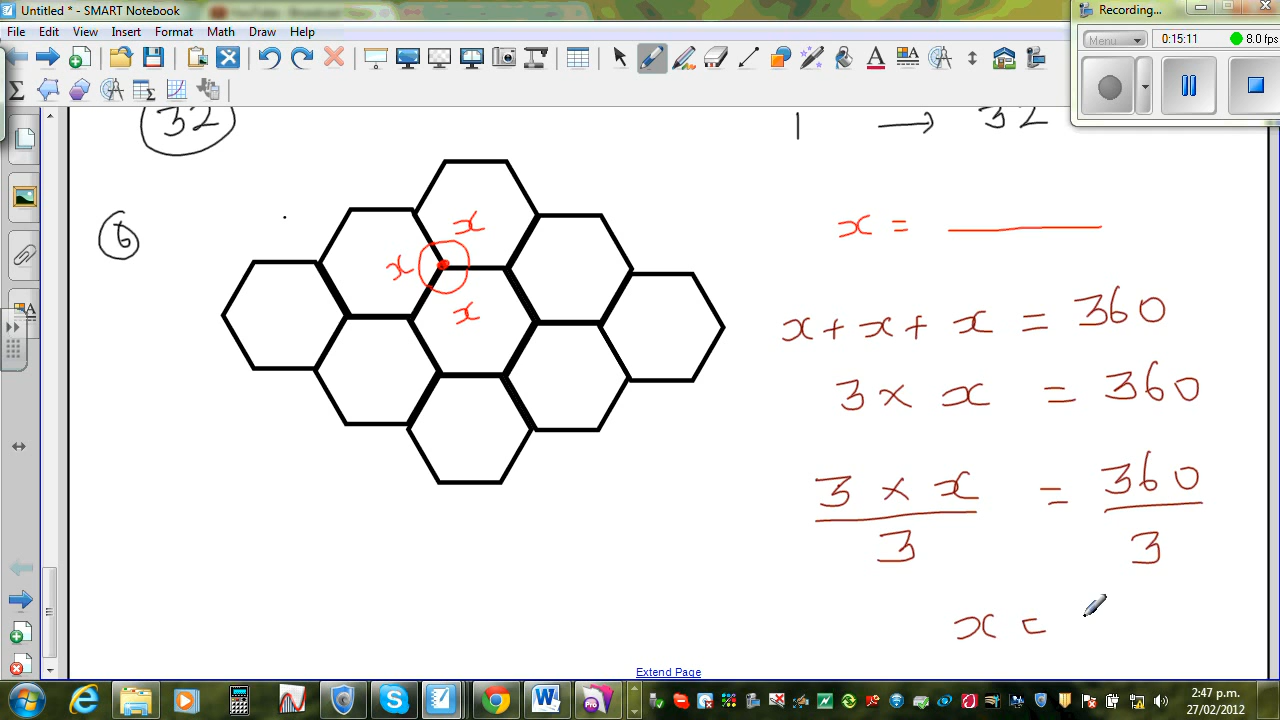 Untitled * - SMART Notebook
Recording...
File Edit View Insert Format Math Draw Help
Menu
0:15:11
8.0 fps
32
1 → 32
6
x
x
x
x =
x + x + x = 360
3 × x = 360
3 × x = 360
3 3
x =
Extend Page
2:47 p.m.
27/02/2012